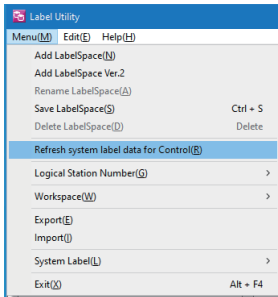 Label Utility
Menu(M) Edit(E) Help(H)
Add LabelSpace(N)
Add LabelSpace Ver.2
Rename LabelSpace(A)
Save LabelSpace(S) Ctrl + S
Delete LabelSpace(D) Delete
Refresh system label data for Control(R)
Logical Station Number(G) >
Workspace(W) >
Export(E)
Import(I)
System Label(L) >
Exit(X) Alt + F4